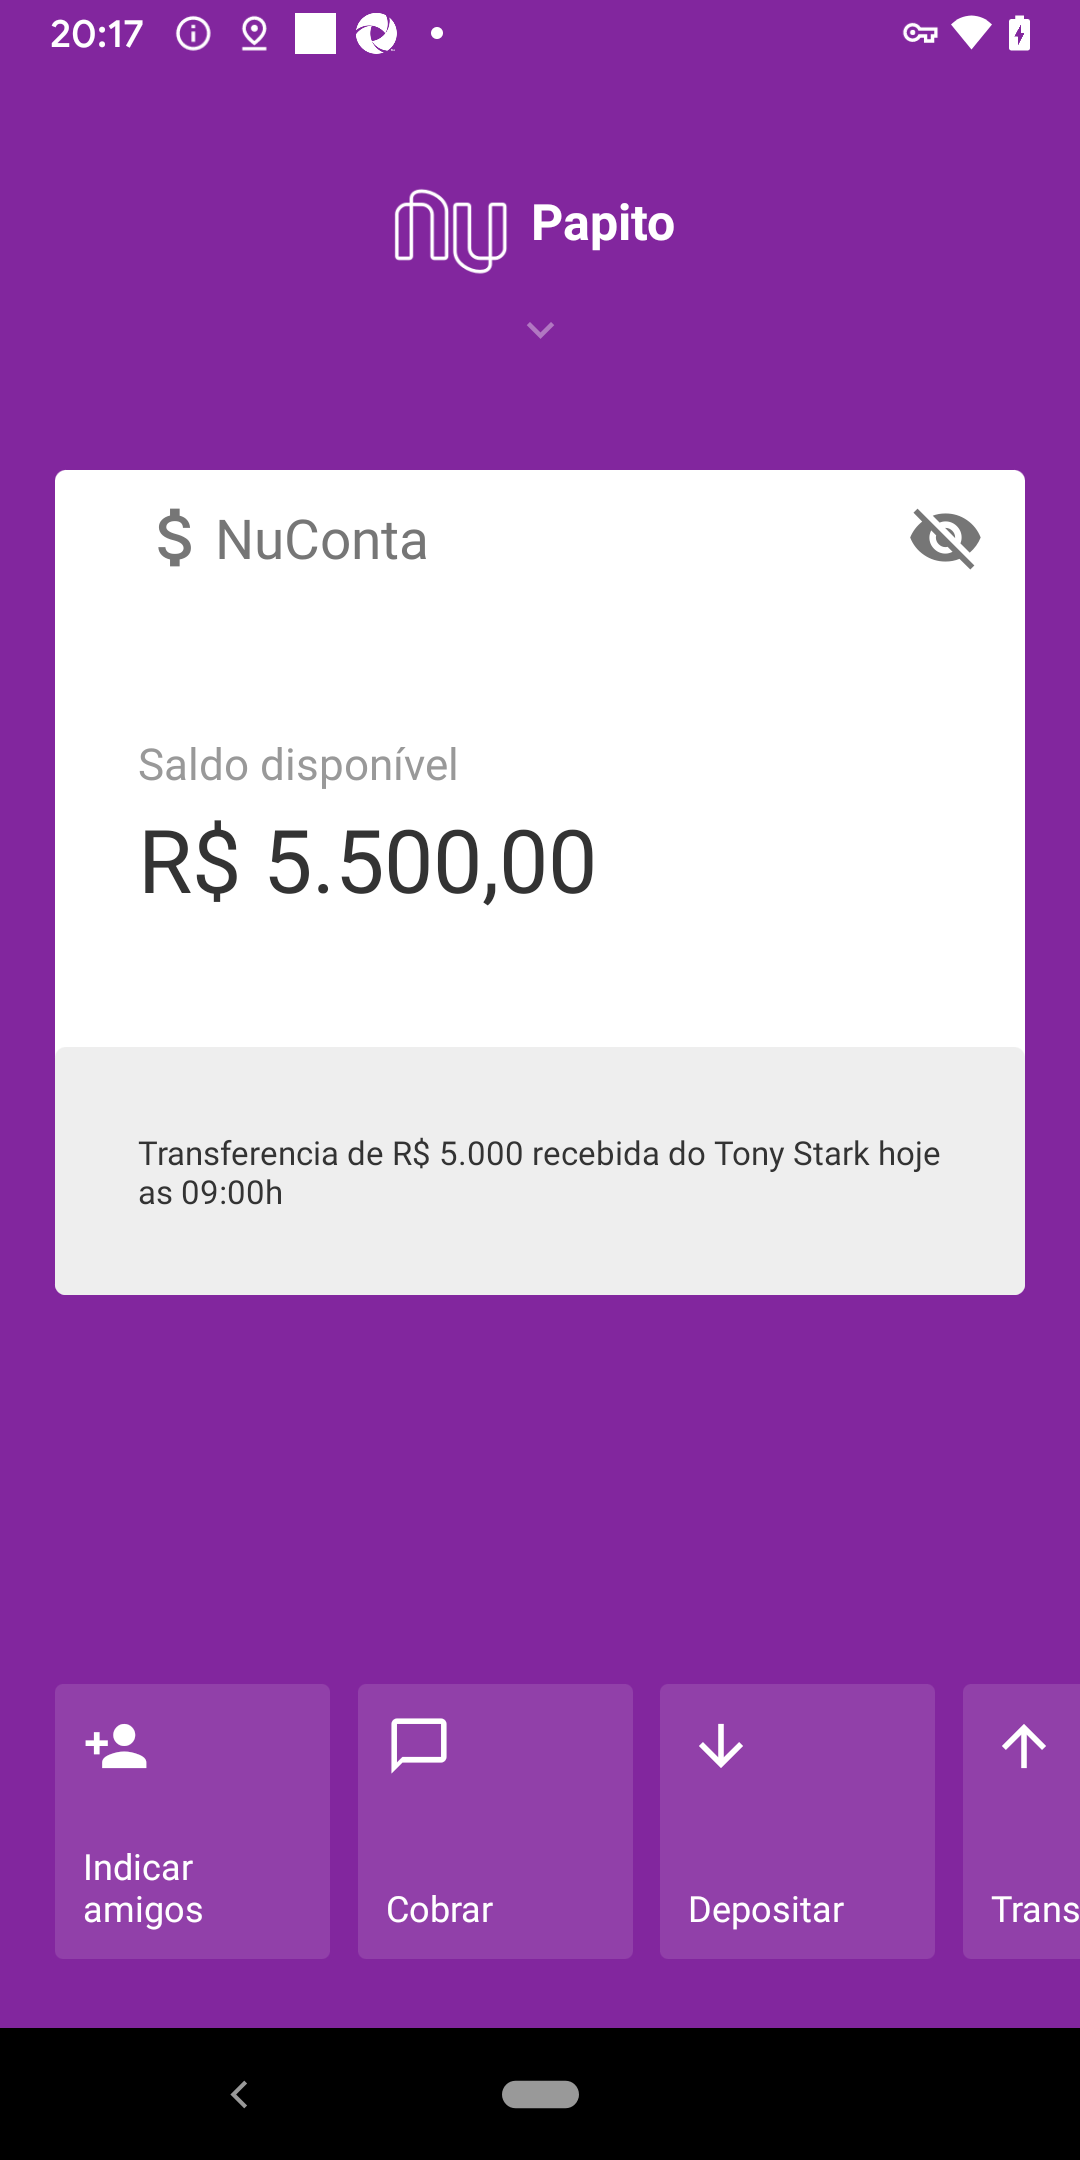 20:17
nu Papito
$ NuConta
Saldo disponível
R$ 5.500,00
Transferencia de R$ 5.000 recebida do Tony Stark hoje
as 09:00h
Indicar
amigos
Cobrar
Depositar
Trans